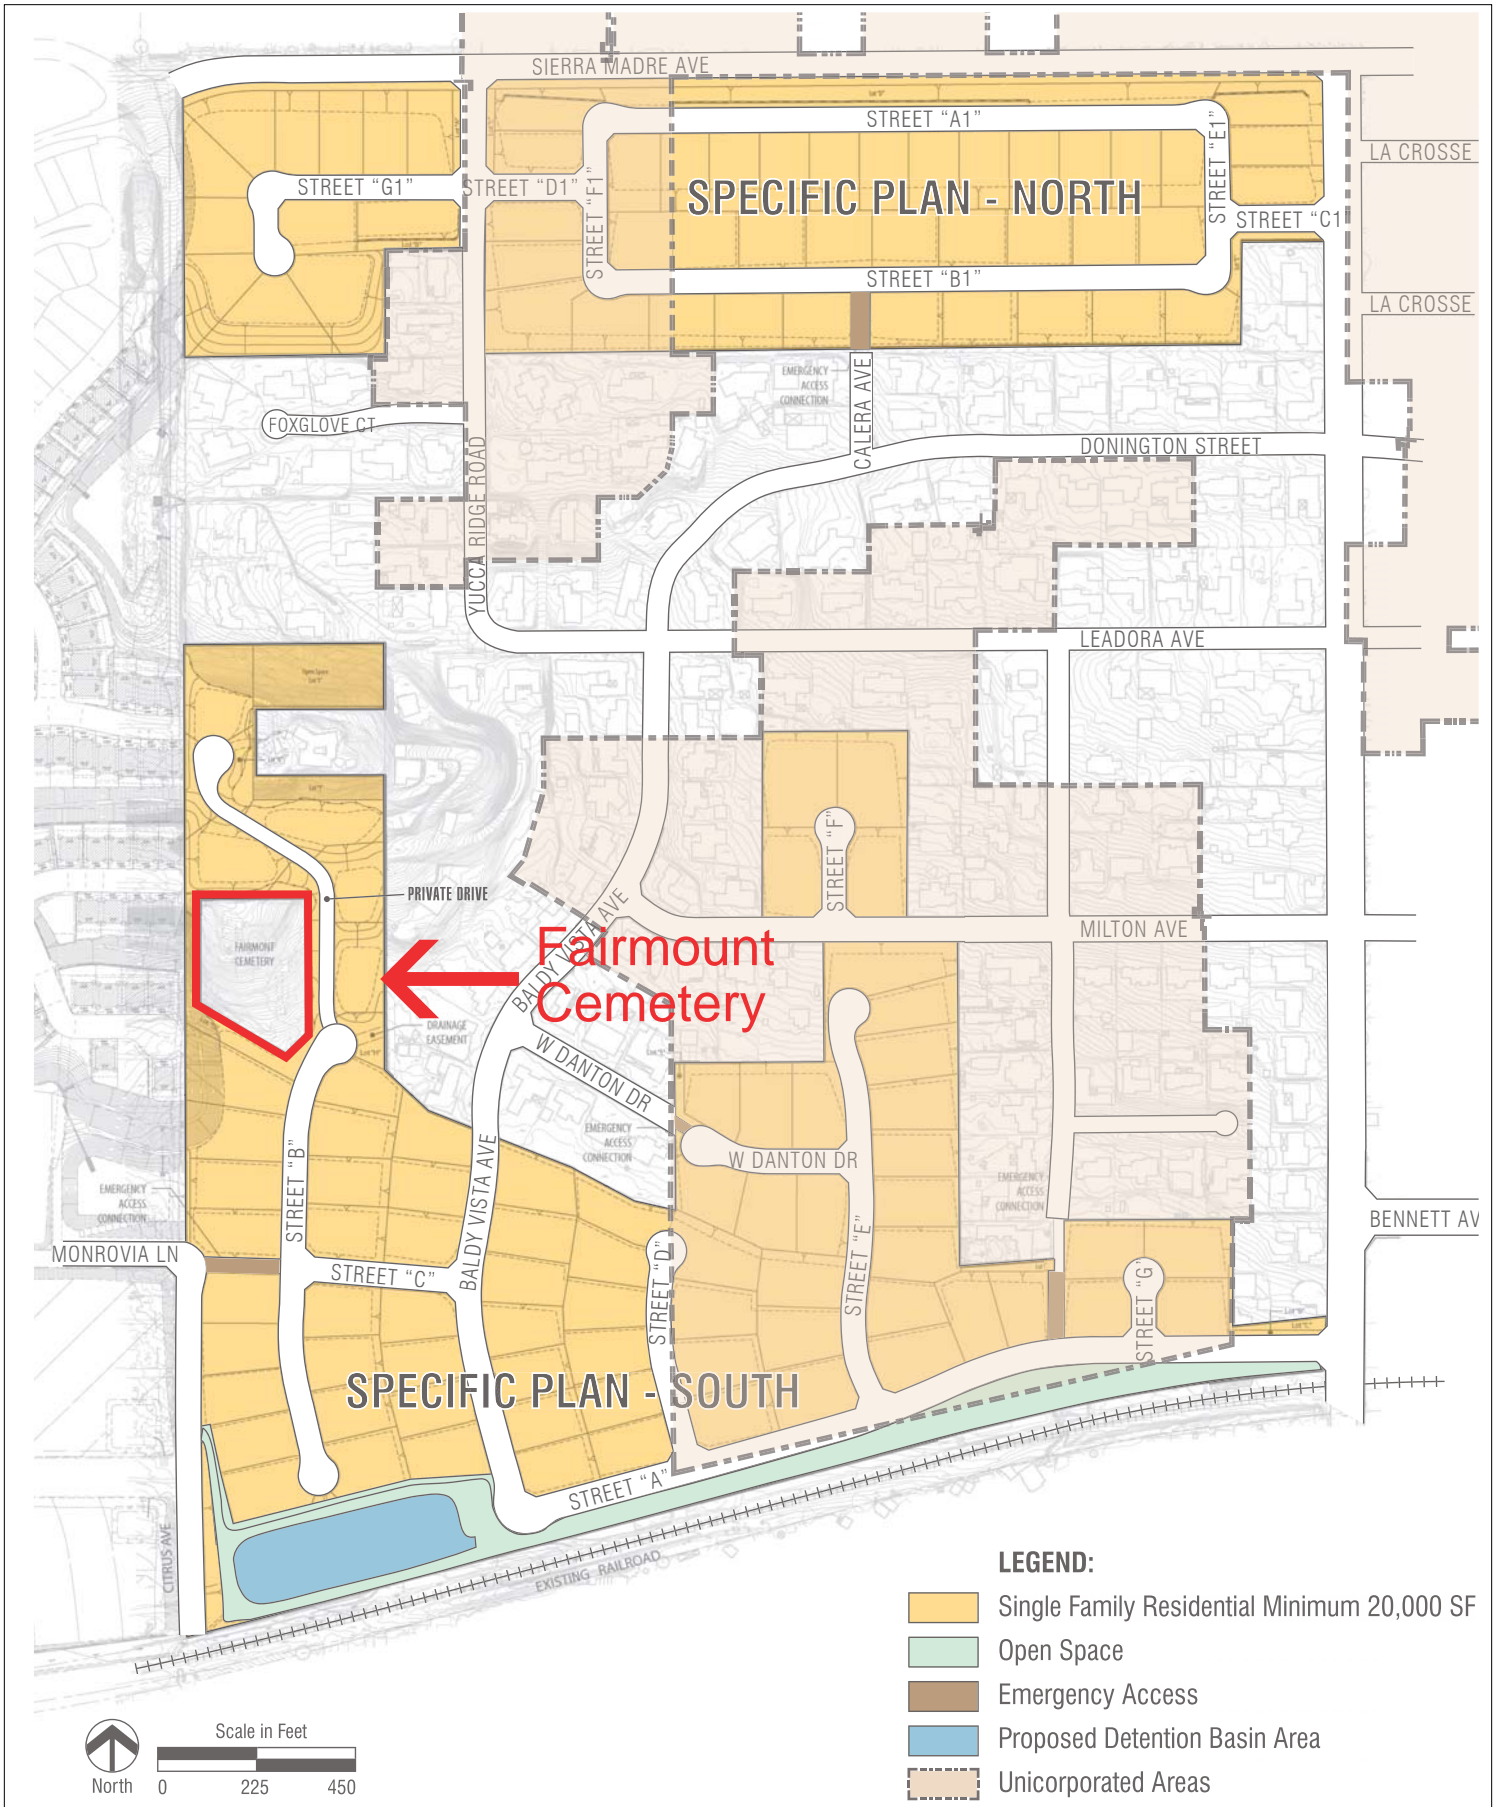 SIERRA MADRE AVE
STREET "A1"
STREET "E1"
LA CROSSE
STREET "G1"
STREET "D1"
STREET "F1"
SPECIFIC PLAN - NORTH
STREET "C1"
STREET "B1"
LA CROSSE
EMERGENCY
ACCESS
CONNECTION
CALERA AVE
FOXGLOVE CT
YUCCA RIDGE ROAD
DONINGTON STREET
LEADORA AVE
STREET "F"
PRIVATE DRIVE
FAIRMONT
CEMETERY
Fairmount
Cemetery
BALDY VISTA AVE
MILTON AVE
DRAINAGE
EASEMENT
W DANTON DR
EMERGENCY
ACCESS
CONNECTION
W DANTON DR
STREET "B"
BALDY VISTA AVE
EMERGENCY
ACCESS
CONNECTION
EMERGENCY
ACCESS
CONNECTION
BENNETT AV
MONROVIA LN
STREET "C"
STREET "D"
STREET "E"
STREET "G"
SPECIFIC PLAN - SOUTH
STREET "A"
CITRUS AVE
EXISTING RAILROAD
LEGEND:
Single Family Residential Minimum 20,000 SF
Open Space
Emergency Access
Proposed Detention Basin Area
Unicorporated Areas
Scale in Feet
North
0 225 450